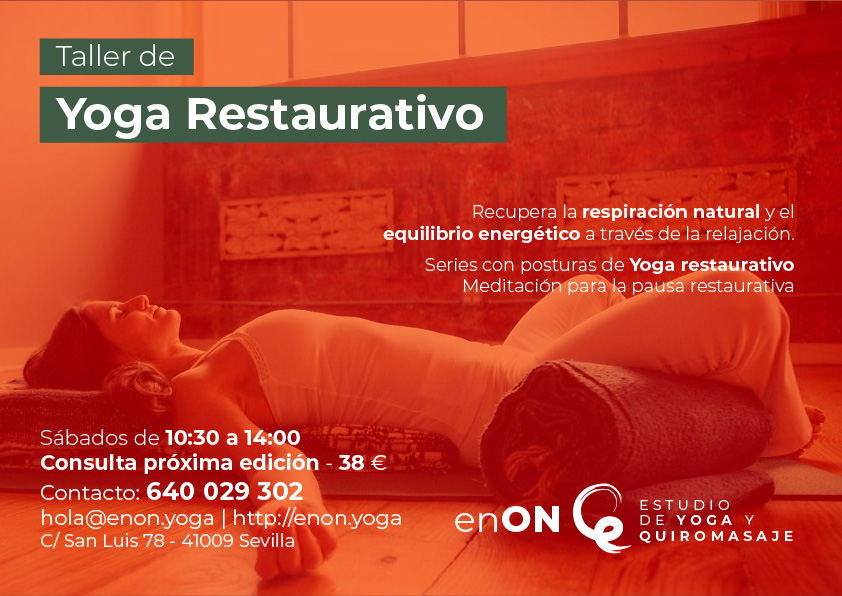 Taller de
Yoga Restaurativo
Recupera la respiración natural y el
equilibrio energético a través de la relajación.
Series con posturas de Yoga restaurativo
Meditación para la pausa restaurativa
Sábados de 10:30 a 14:00
Consulta próxima edición - 38 €
Contacto: 640 029 302
hola@enon.yoga | http://enon.yoga
C/ San Luis 78 - 41009 Sevilla
enON
ESTUDIO
DE YOGA Y
QUIROMASAJE